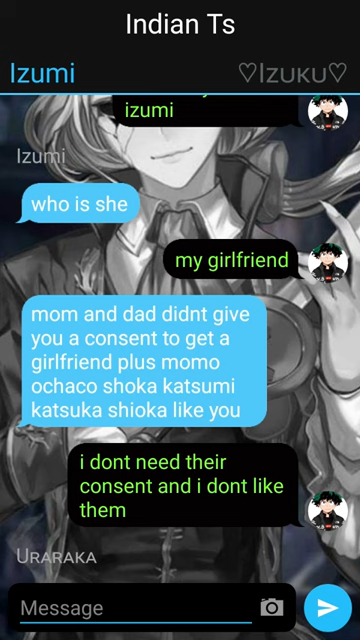 Indian Ts
Izumi
♡Izuku♡
izumi
Izumi
who is she
my girlfriend
mom and dad didnt give
you a consent to get a
girlfriend plus momo
ochaco shoka katsumi
katsuka shioka like you
i dont need their
consent and i dont like
them
Uraraka
Message